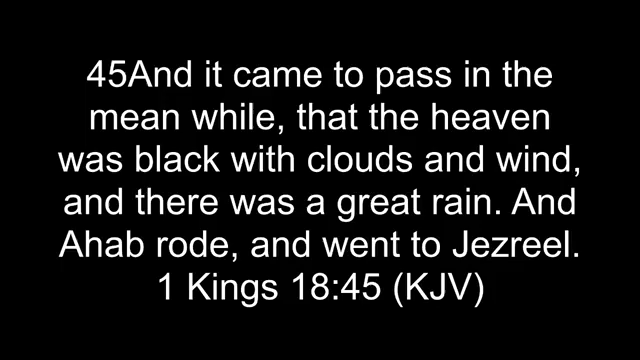 45And it came to pass in the
mean while, that the heaven
was black with clouds and wind,
and there was a great rain. And
Ahab rode, and went to Jezreel.
1 Kings 18:45 (KJV)